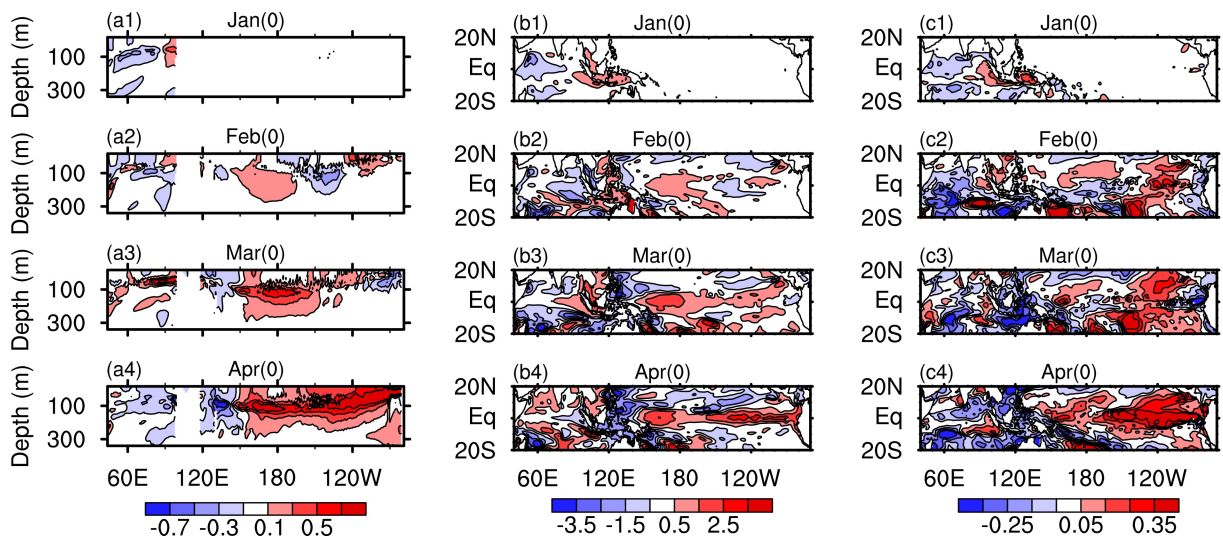 (a1) Jan(0) (b1) Jan(0) (c1) Jan(0)
Depth (m) 100 300 20N Eq 20S 20N Eq 20S
(a2) Feb(0) (b2) Feb(0) (c2) Feb(0)
Depth (m) 100 300 20N Eq 20S 20N Eq 20S
(a3) Mar(0) (b3) Mar(0) (c3) Mar(0)
Depth (m) 100 300 20N Eq 20S 20N Eq 20S
(a4) Apr(0) (b4) Apr(0) (c4) Apr(0)
Depth (m) 100 300 20N Eq 20S 20N Eq 20S
60E 120E 180 120W 60E 120E 180 120W 60E 120E 180 120W
-0.7 -0.3 0.1 0.5 -3.5 -1.5 0.5 2.5 -0.25 0.05 0.35